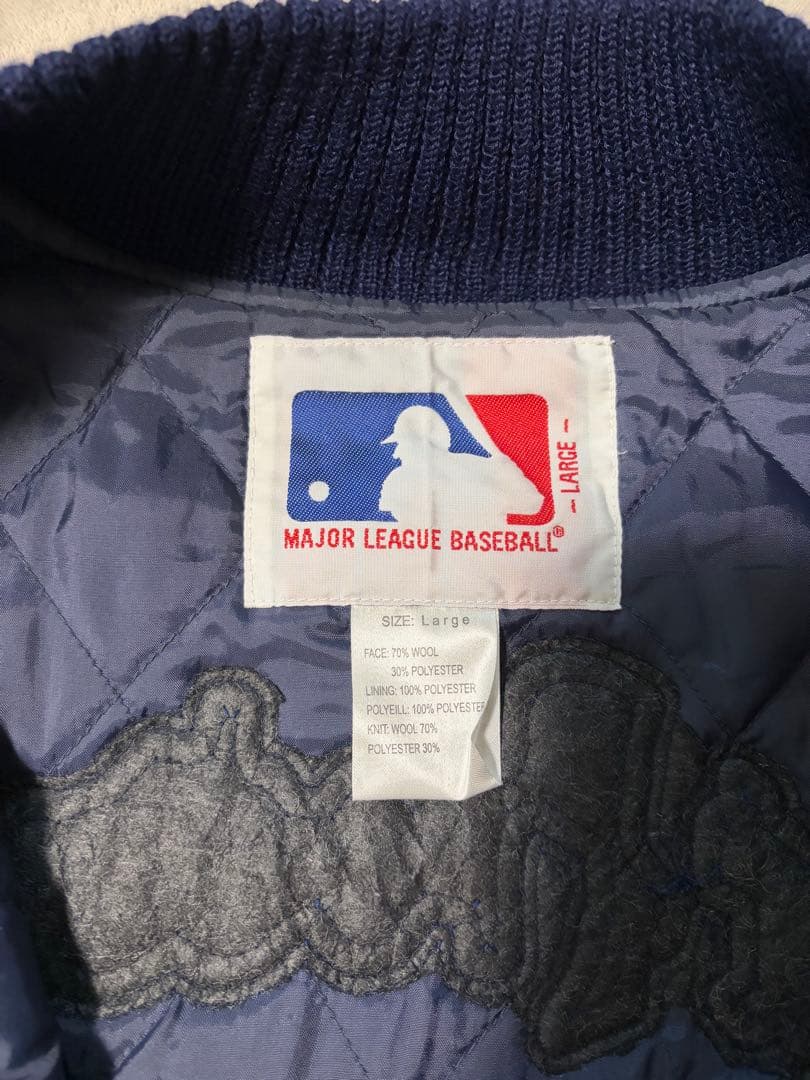 - LARGE -
MAJOR LEAGUE BASEBALL®
SIZE: Large
FACE: 70% WOOL
30% POLYESTER
LINING: 100% POLYESTER
POLYEILL: 100% POLYESTER
KNIT: WOOL 70%
POLYESTER 30%